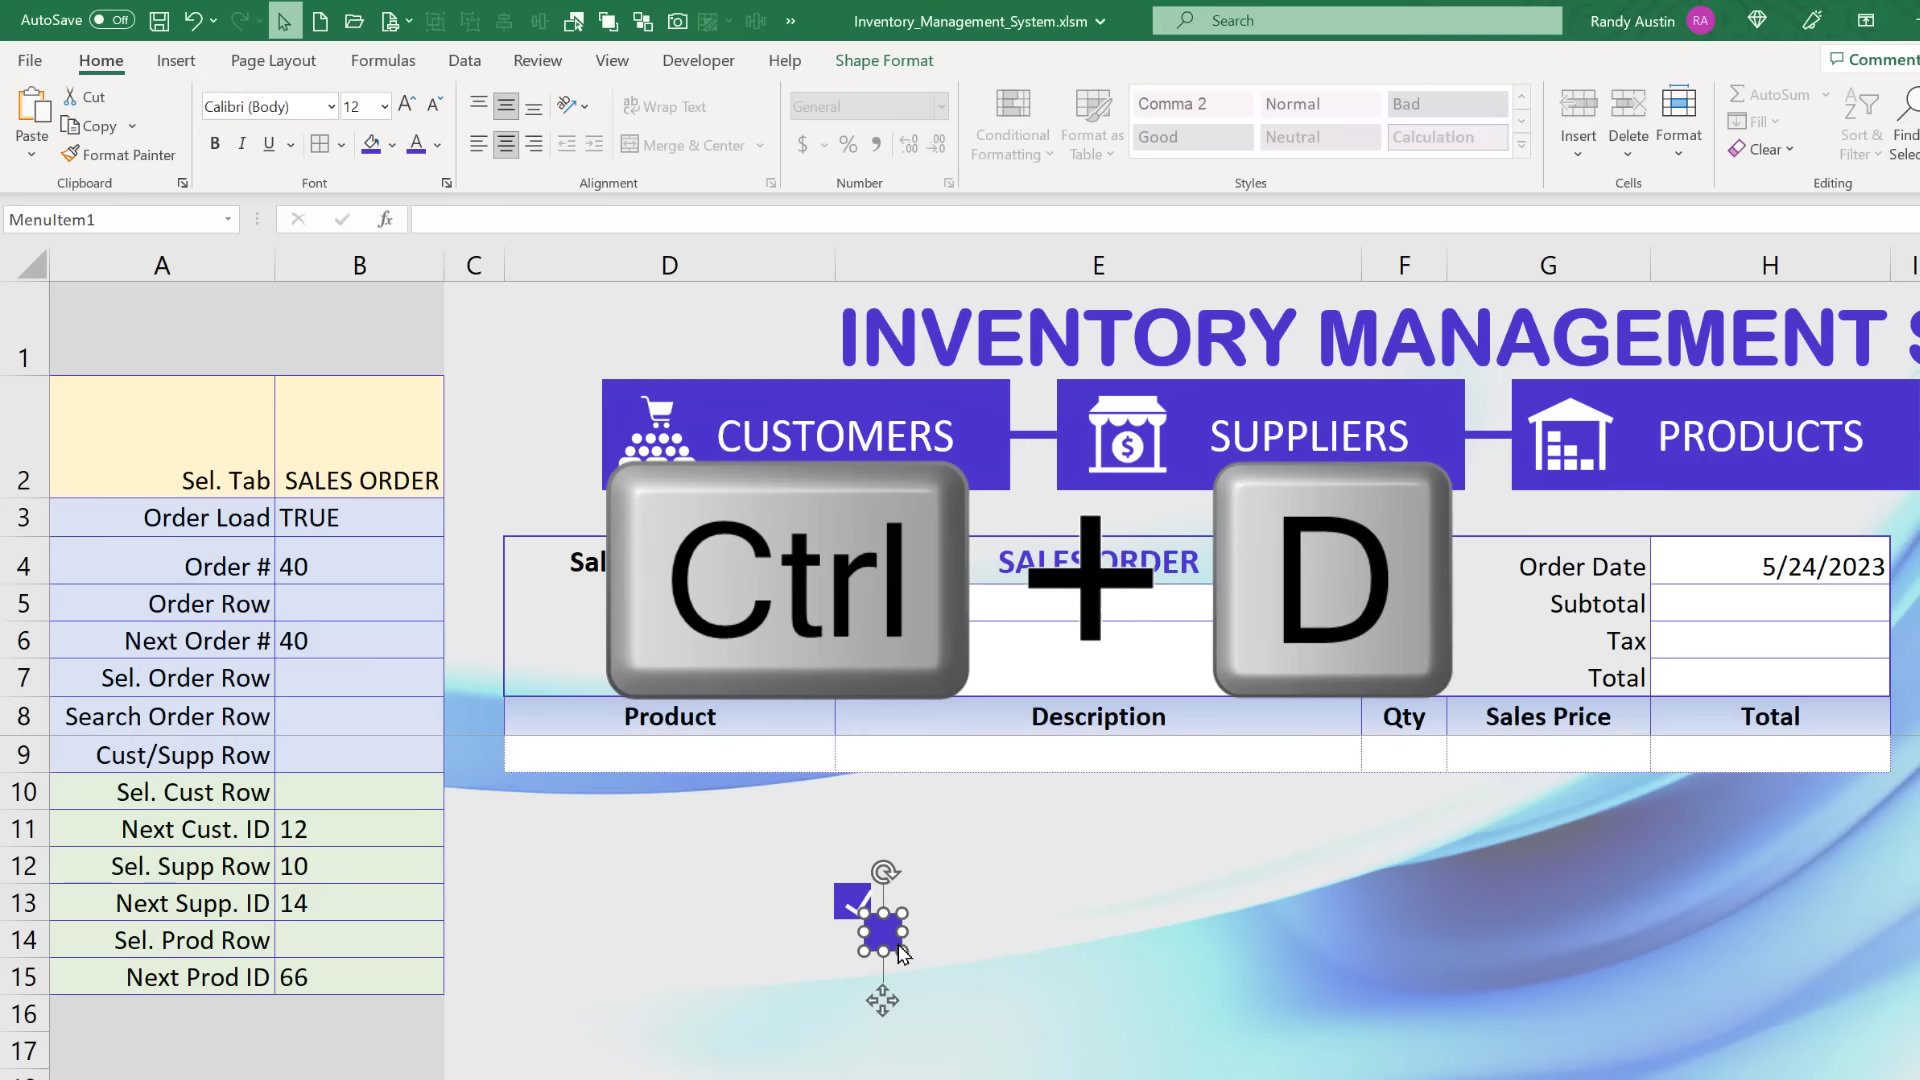 AutoSave Off Inventory_Management_System.xlsm Search Randy Austin RA
File Home Insert Page Layout Formulas Data Review View Developer Help Shape Format Comment
Paste Cut Copy Format Painter
Calibri (Body) 12
Wrap Text
Merge & Center
General
Conditional Formatting Format as Table
Comma 2 Normal Bad
Good Neutral Calculation
Insert Delete Format
AutoSum Fill Clear
Sort & Filter Find
Selec
Clipboard Font Alignment Number Styles Cells Editing
MenuItem1 fx
A B C D E F G H I
1 INVENTORY MANAGEMENT S
CUSTOMERS SUPPLIERS PRODUCTS
2 Sel. Tab SALES ORDER
3 Order Load TRUE
4 Order # 40 Sal SALES ORDER Order Date 5/24/2023
5 Order Row Subtotal
6 Next Order # 40 Tax
7 Sel. Order Row Total
Ctrl + D
8 Search Order Row Product Description Qty Sales Price Total
9 Cust/Supp Row
10 Sel. Cust Row
11 Next Cust. ID 12
12 Sel. Supp Row 10
13 Next Supp. ID 14
14 Sel. Prod Row
15 Next Prod ID 66
16
17